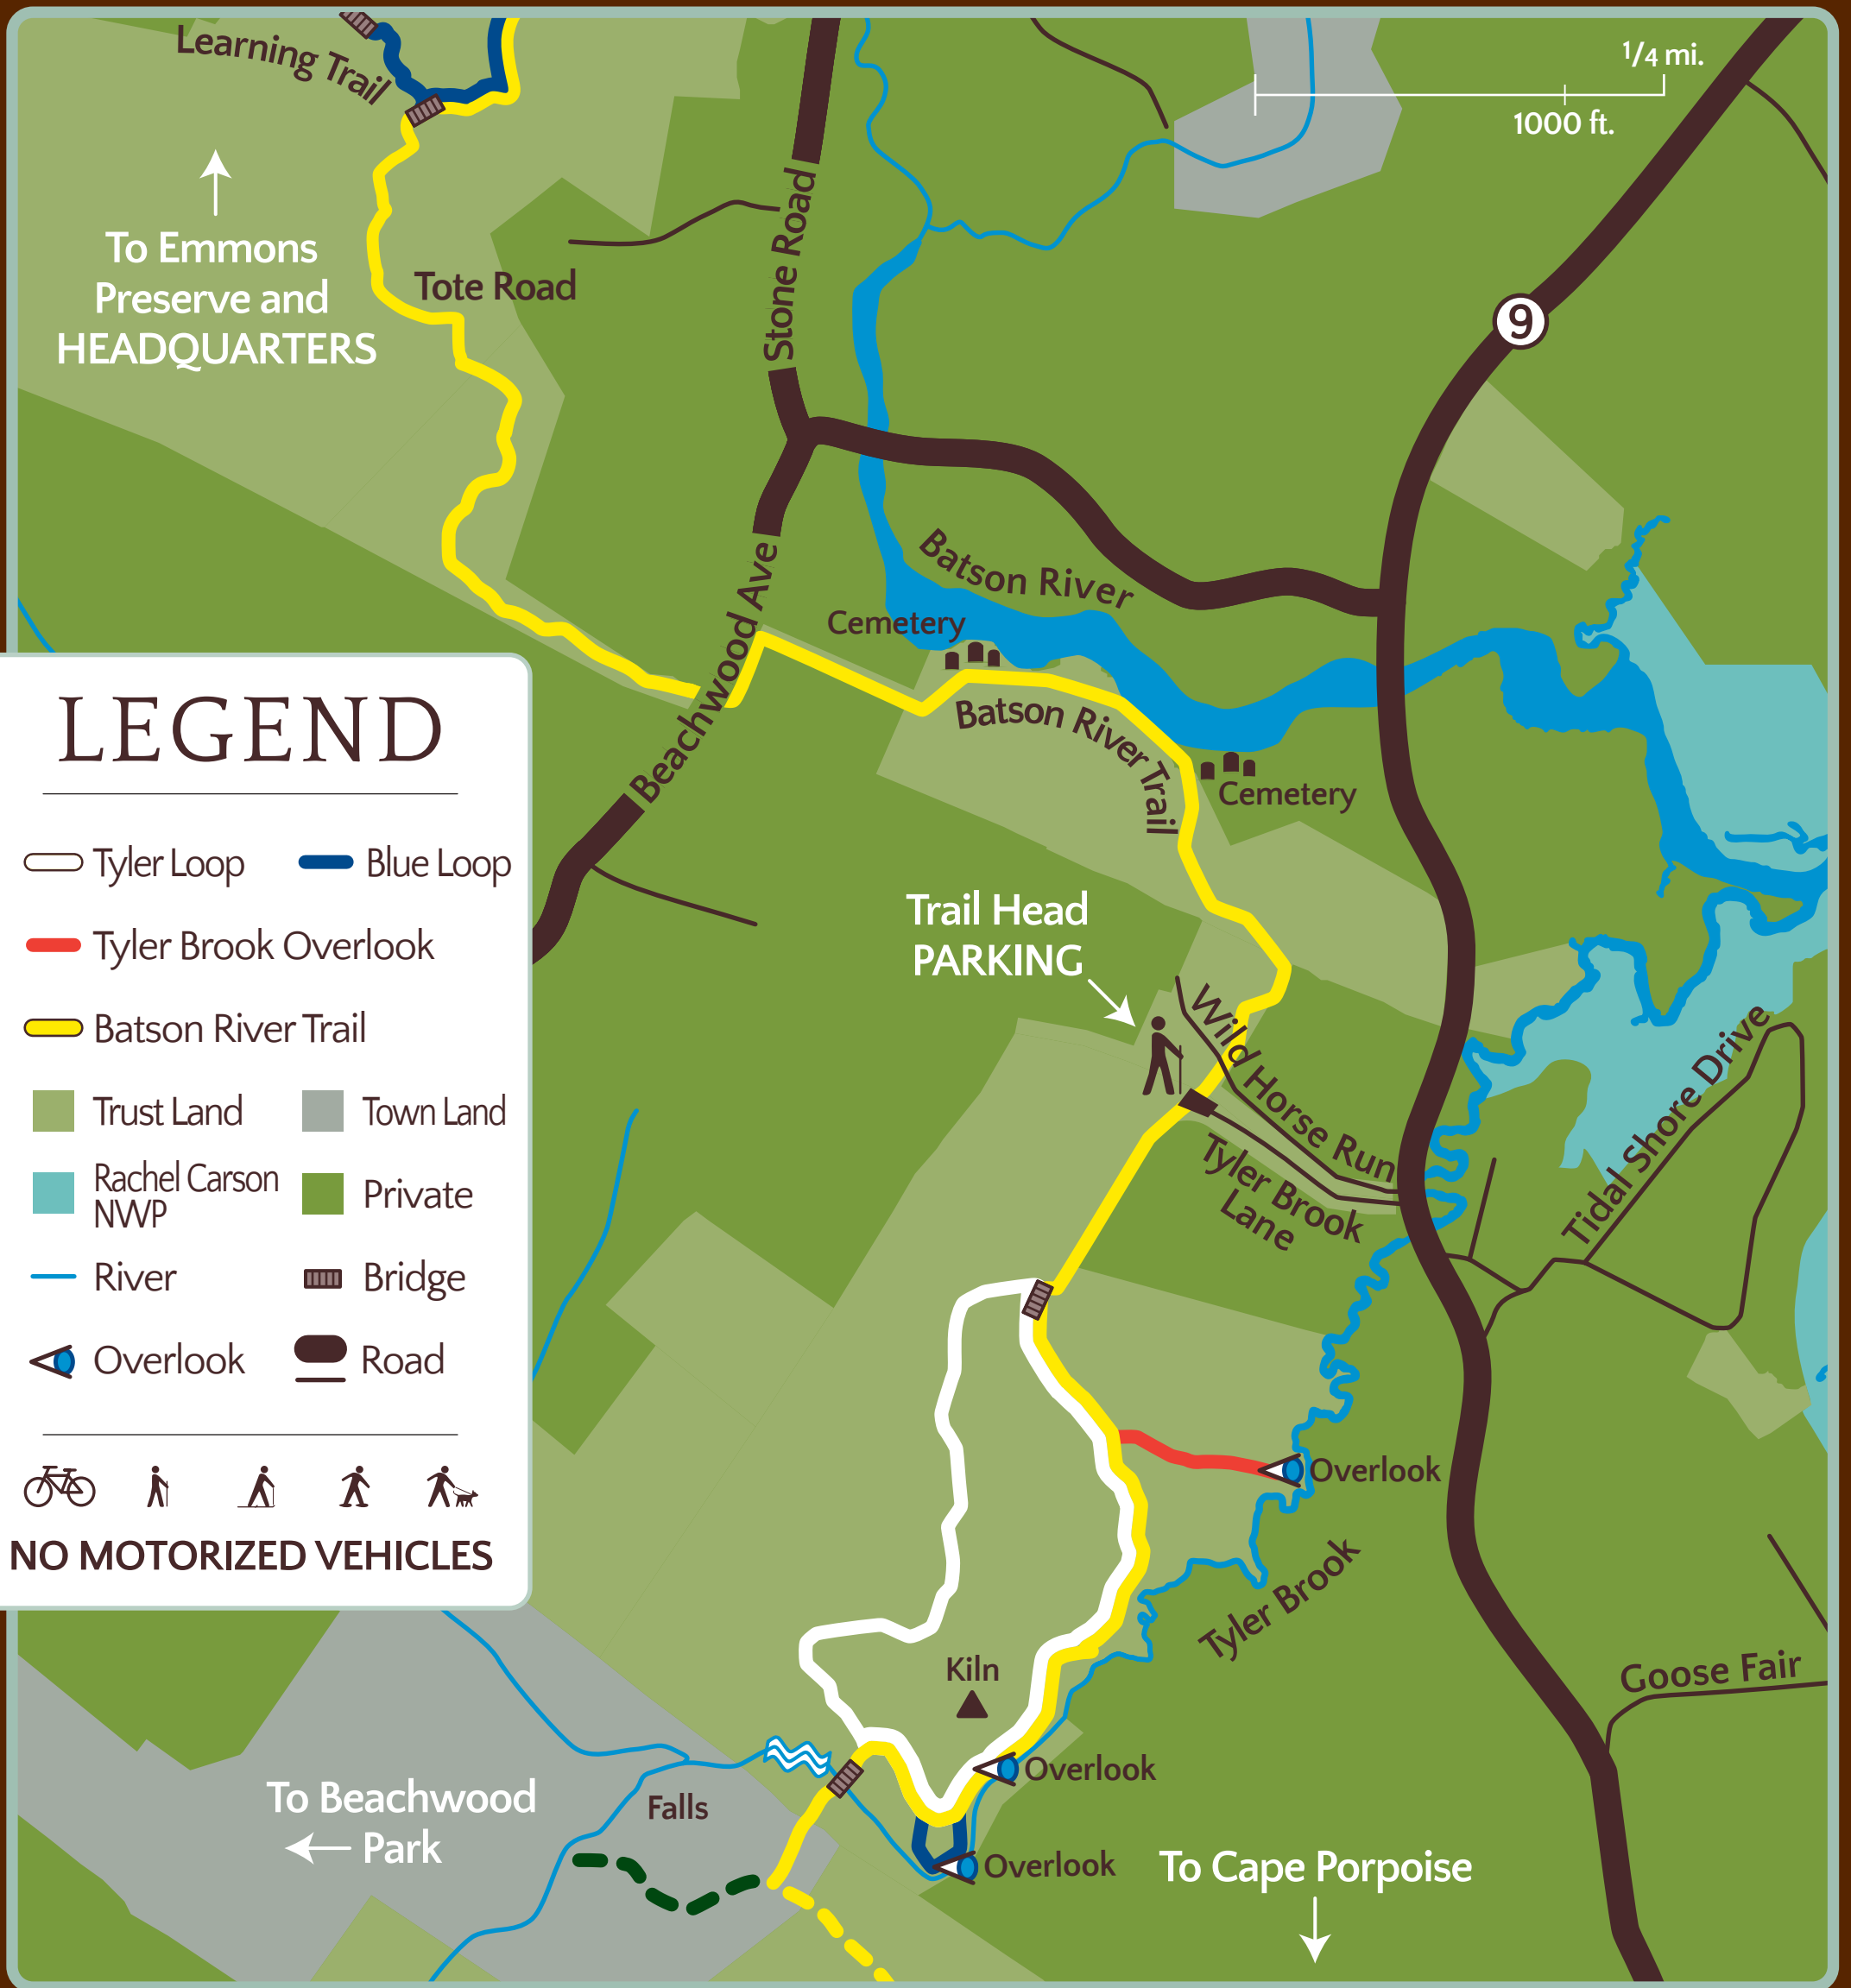 Learning Trail
1/4 mi.
1000 ft.
To Emmons
Preserve and
HEADQUARTERS
Tote Road
Stone Road
9
Batson River
Cemetery
Beachwood Ave
Batson River Trail
Cemetery
Trail Head
PARKING
Wild Horse Run
Tyler Brook
Lane
Tidal Shore Drive
LEGEND
Tyler Loop
Blue Loop
Tyler Brook Overlook
Batson River Trail
Trust Land
Town Land
Rachel Carson
NWP
Private
River
Bridge
Overlook
Road
NO MOTORIZED VEHICLES
Overlook
Tyler Brook
Kiln
Goose Fair
Overlook
Falls
To Beachwood
Park
Overlook
To Cape Porpoise